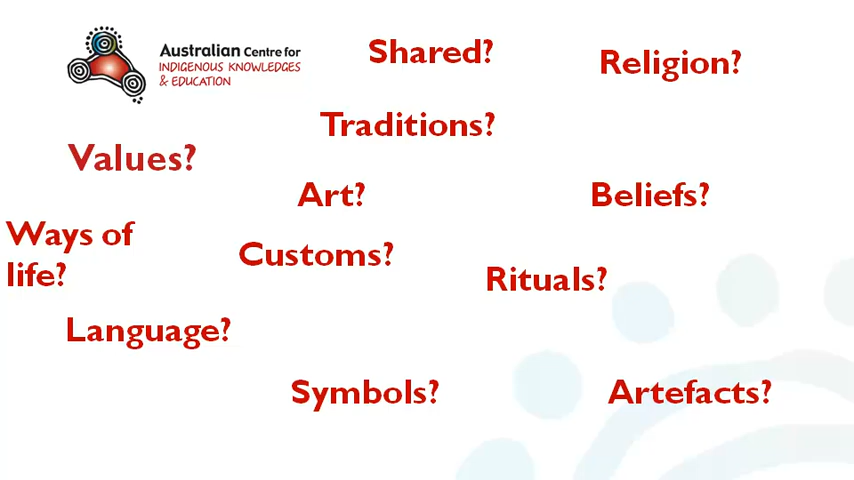 Australian Centre for
INDIGENOUS KNOWLEDGES
& EDUCATION
Shared?
Religion?
Traditions?
Values?
Art?
Beliefs?
Ways of
life?
Customs?
Rituals?
Language?
Symbols?
Artefacts?